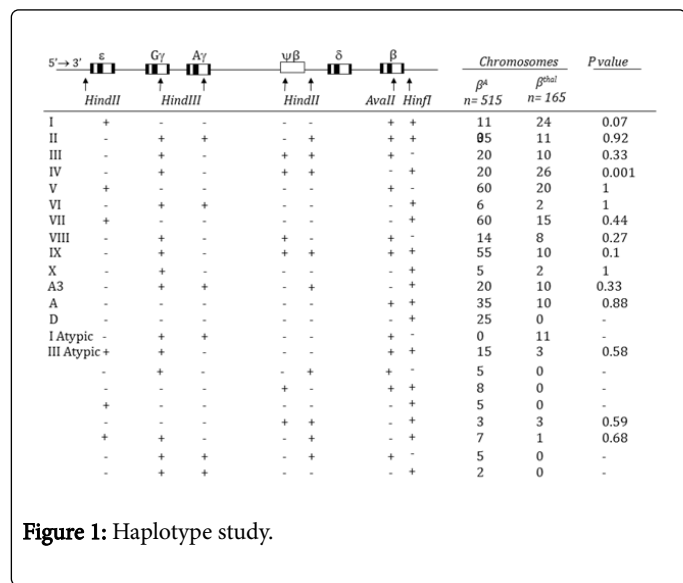 5'→ 3' ε Gγ Aγ ψβ δ β Chromosomes P value
β^A β^thal
HindII HindIII HindII AvaII HinfI n= 515 n= 165
I + - - - - + + 11 24 0.07
II - + + - + + + 11 0.92
III - + - + + + - 20 10 0.33
IV - + - + + - + 20 26 0.001
V + - - - - + - 60 20 1
VI - + + - - - + 6 2 1
VII + - - - - - + 60 15 0.44
VIII - + - + - + - 14 8 0.27
IX - + - + + + + 55 10 0.1
X - + - - - - + 5 2 1
A3 - + + - + - + 20 10 0.33
A - - - - - + + 35 10 0.88
D - - - - - - + 25 0 -
I Atypic - + + - - + - 0 11 -
III Atypic + + - - - + + 15 3 0.58
- + - - + + - 5 0 -
- - - + - + + 8 0 -
+ - - - - - + 5 0 -
- - - + + - + 3 3 0.59
+ + - - + - + 7 1 0.68
- + + - + + - 5 0 -
- + + - - - + 2 0 -
Figure 1: Haplotype study.